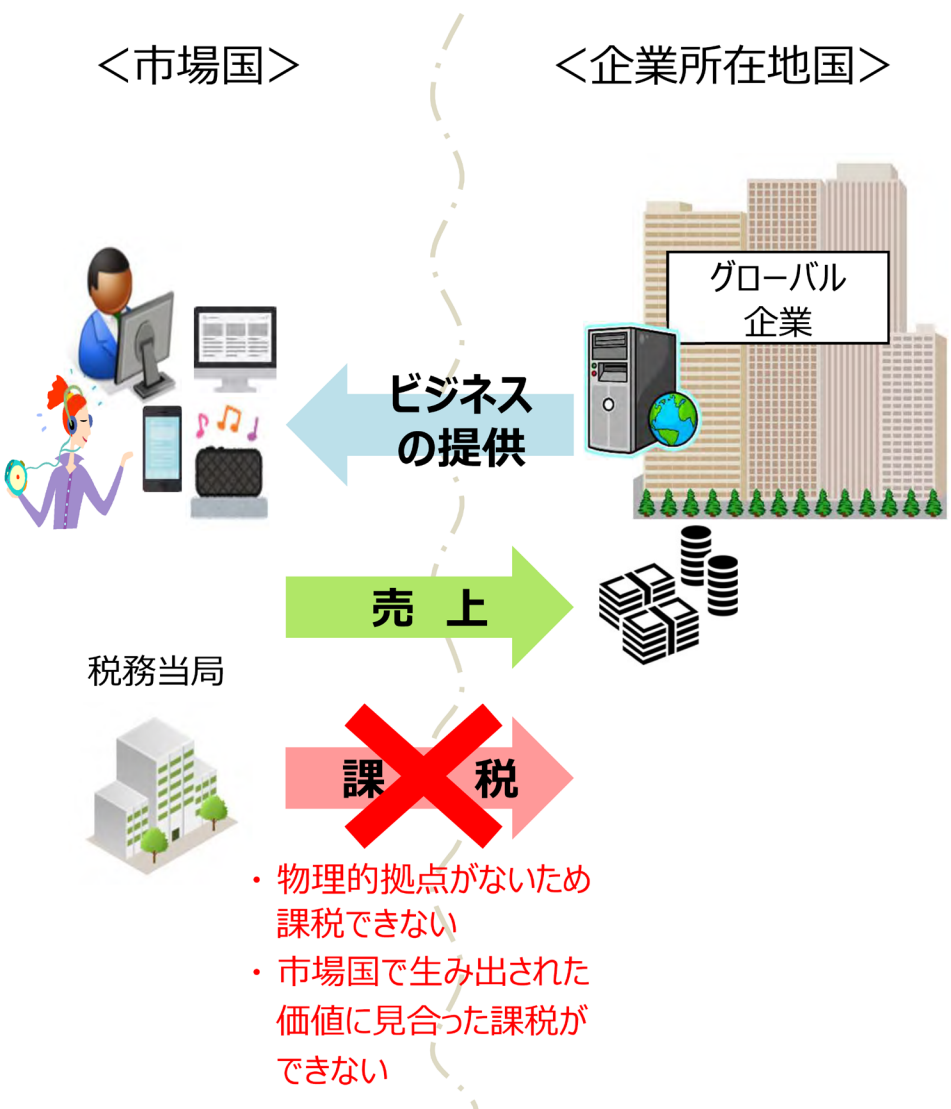 ＜市場国＞
＜企業所在地国＞
グローバル
企業
ビジネス
の提供
売 上
税務当局
課 税
・物理的拠点がないため
課税できない
・市場国で生み出された
価値に見合った課税が
できない